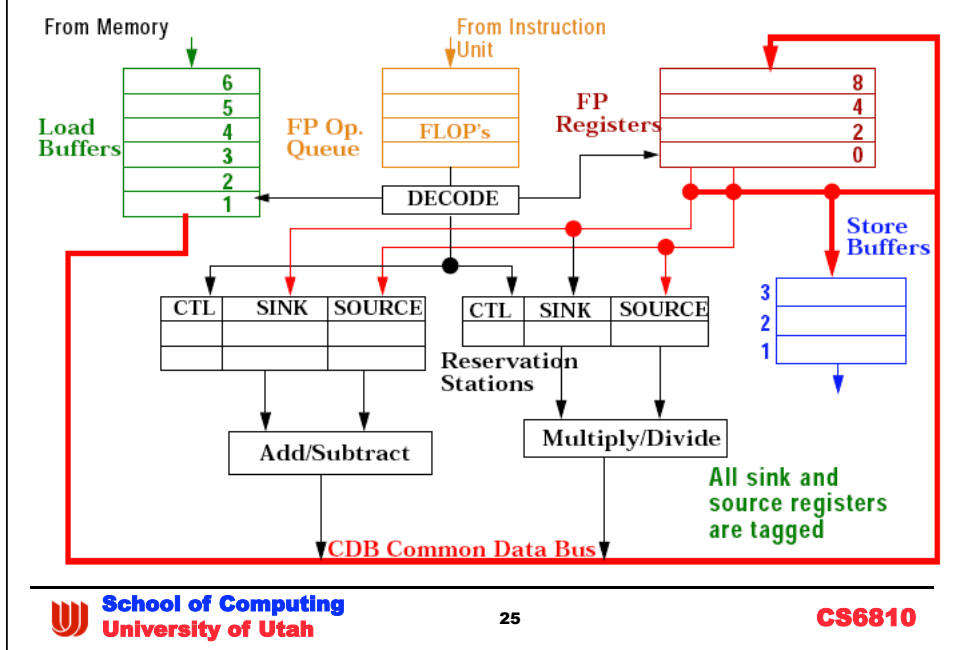 From Memory
From Instruction
Unit
6
5
4
3
2
1
Load
Buffers
FP Op.
Queue
FLOP's
FP
Registers
8
4
2
0
DECODE
Store
Buffers
3
2
1
CTL SINK SOURCE
CTL SINK SOURCE
Reservation
Stations
Add/Subtract
Multiply/Divide
All sink and
source registers
are tagged
CDB Common Data Bus
School of Computing
University of Utah
25
CS6810